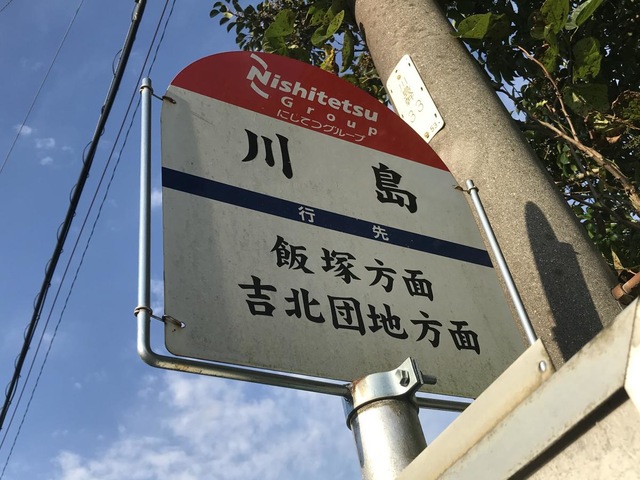 Nishitetsu
Group
にしてつグループ
川島
行先
飯塚方面
吉北団地方面